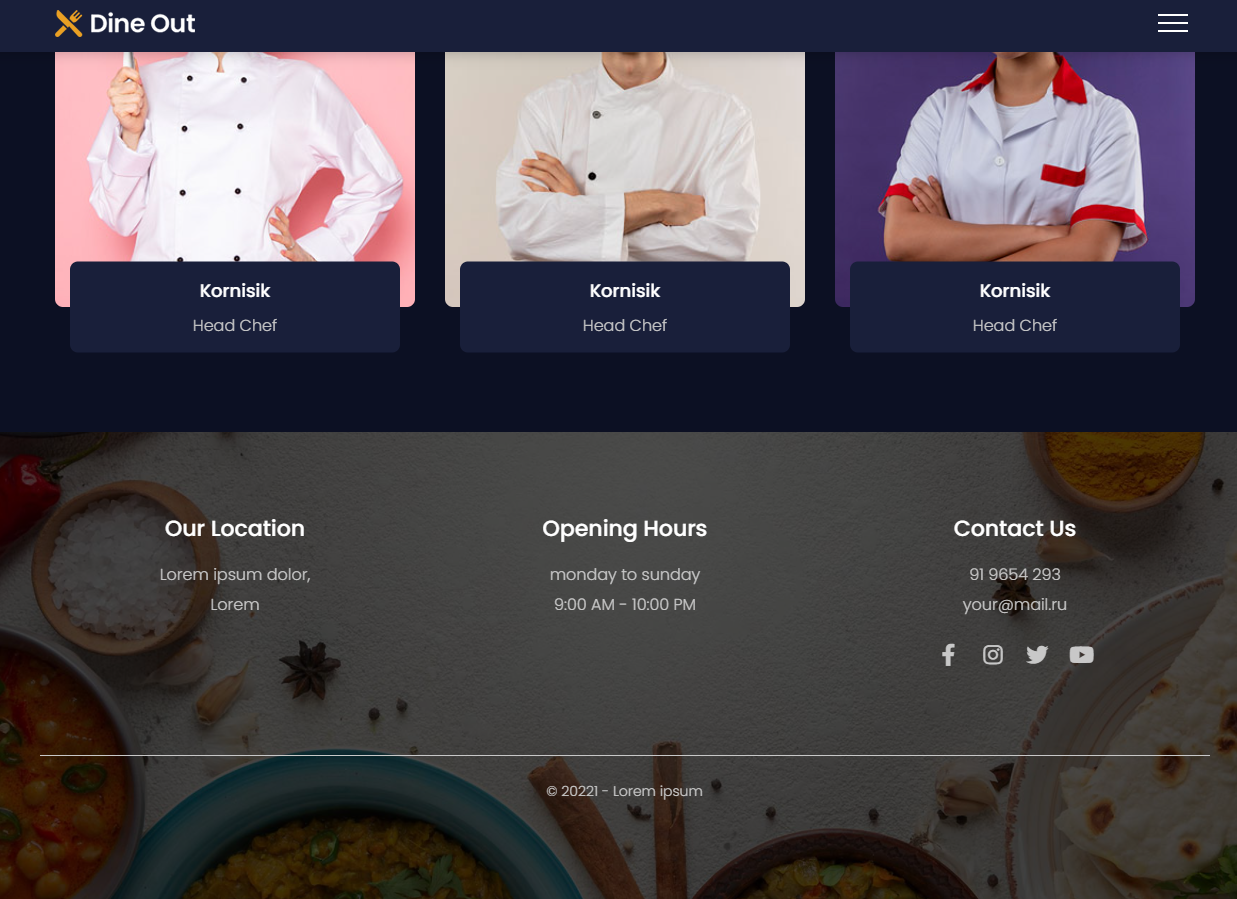 Dine Out
Kornisik
Head Chef
Kornisik
Head Chef
Kornisik
Head Chef
Our Location
Lorem ipsum dolor,
Lorem
Opening Hours
monday to sunday
9:00 AM - 10:00 PM
Contact Us
91 9654 293
your@mail.ru
© 20221 - Lorem ipsum